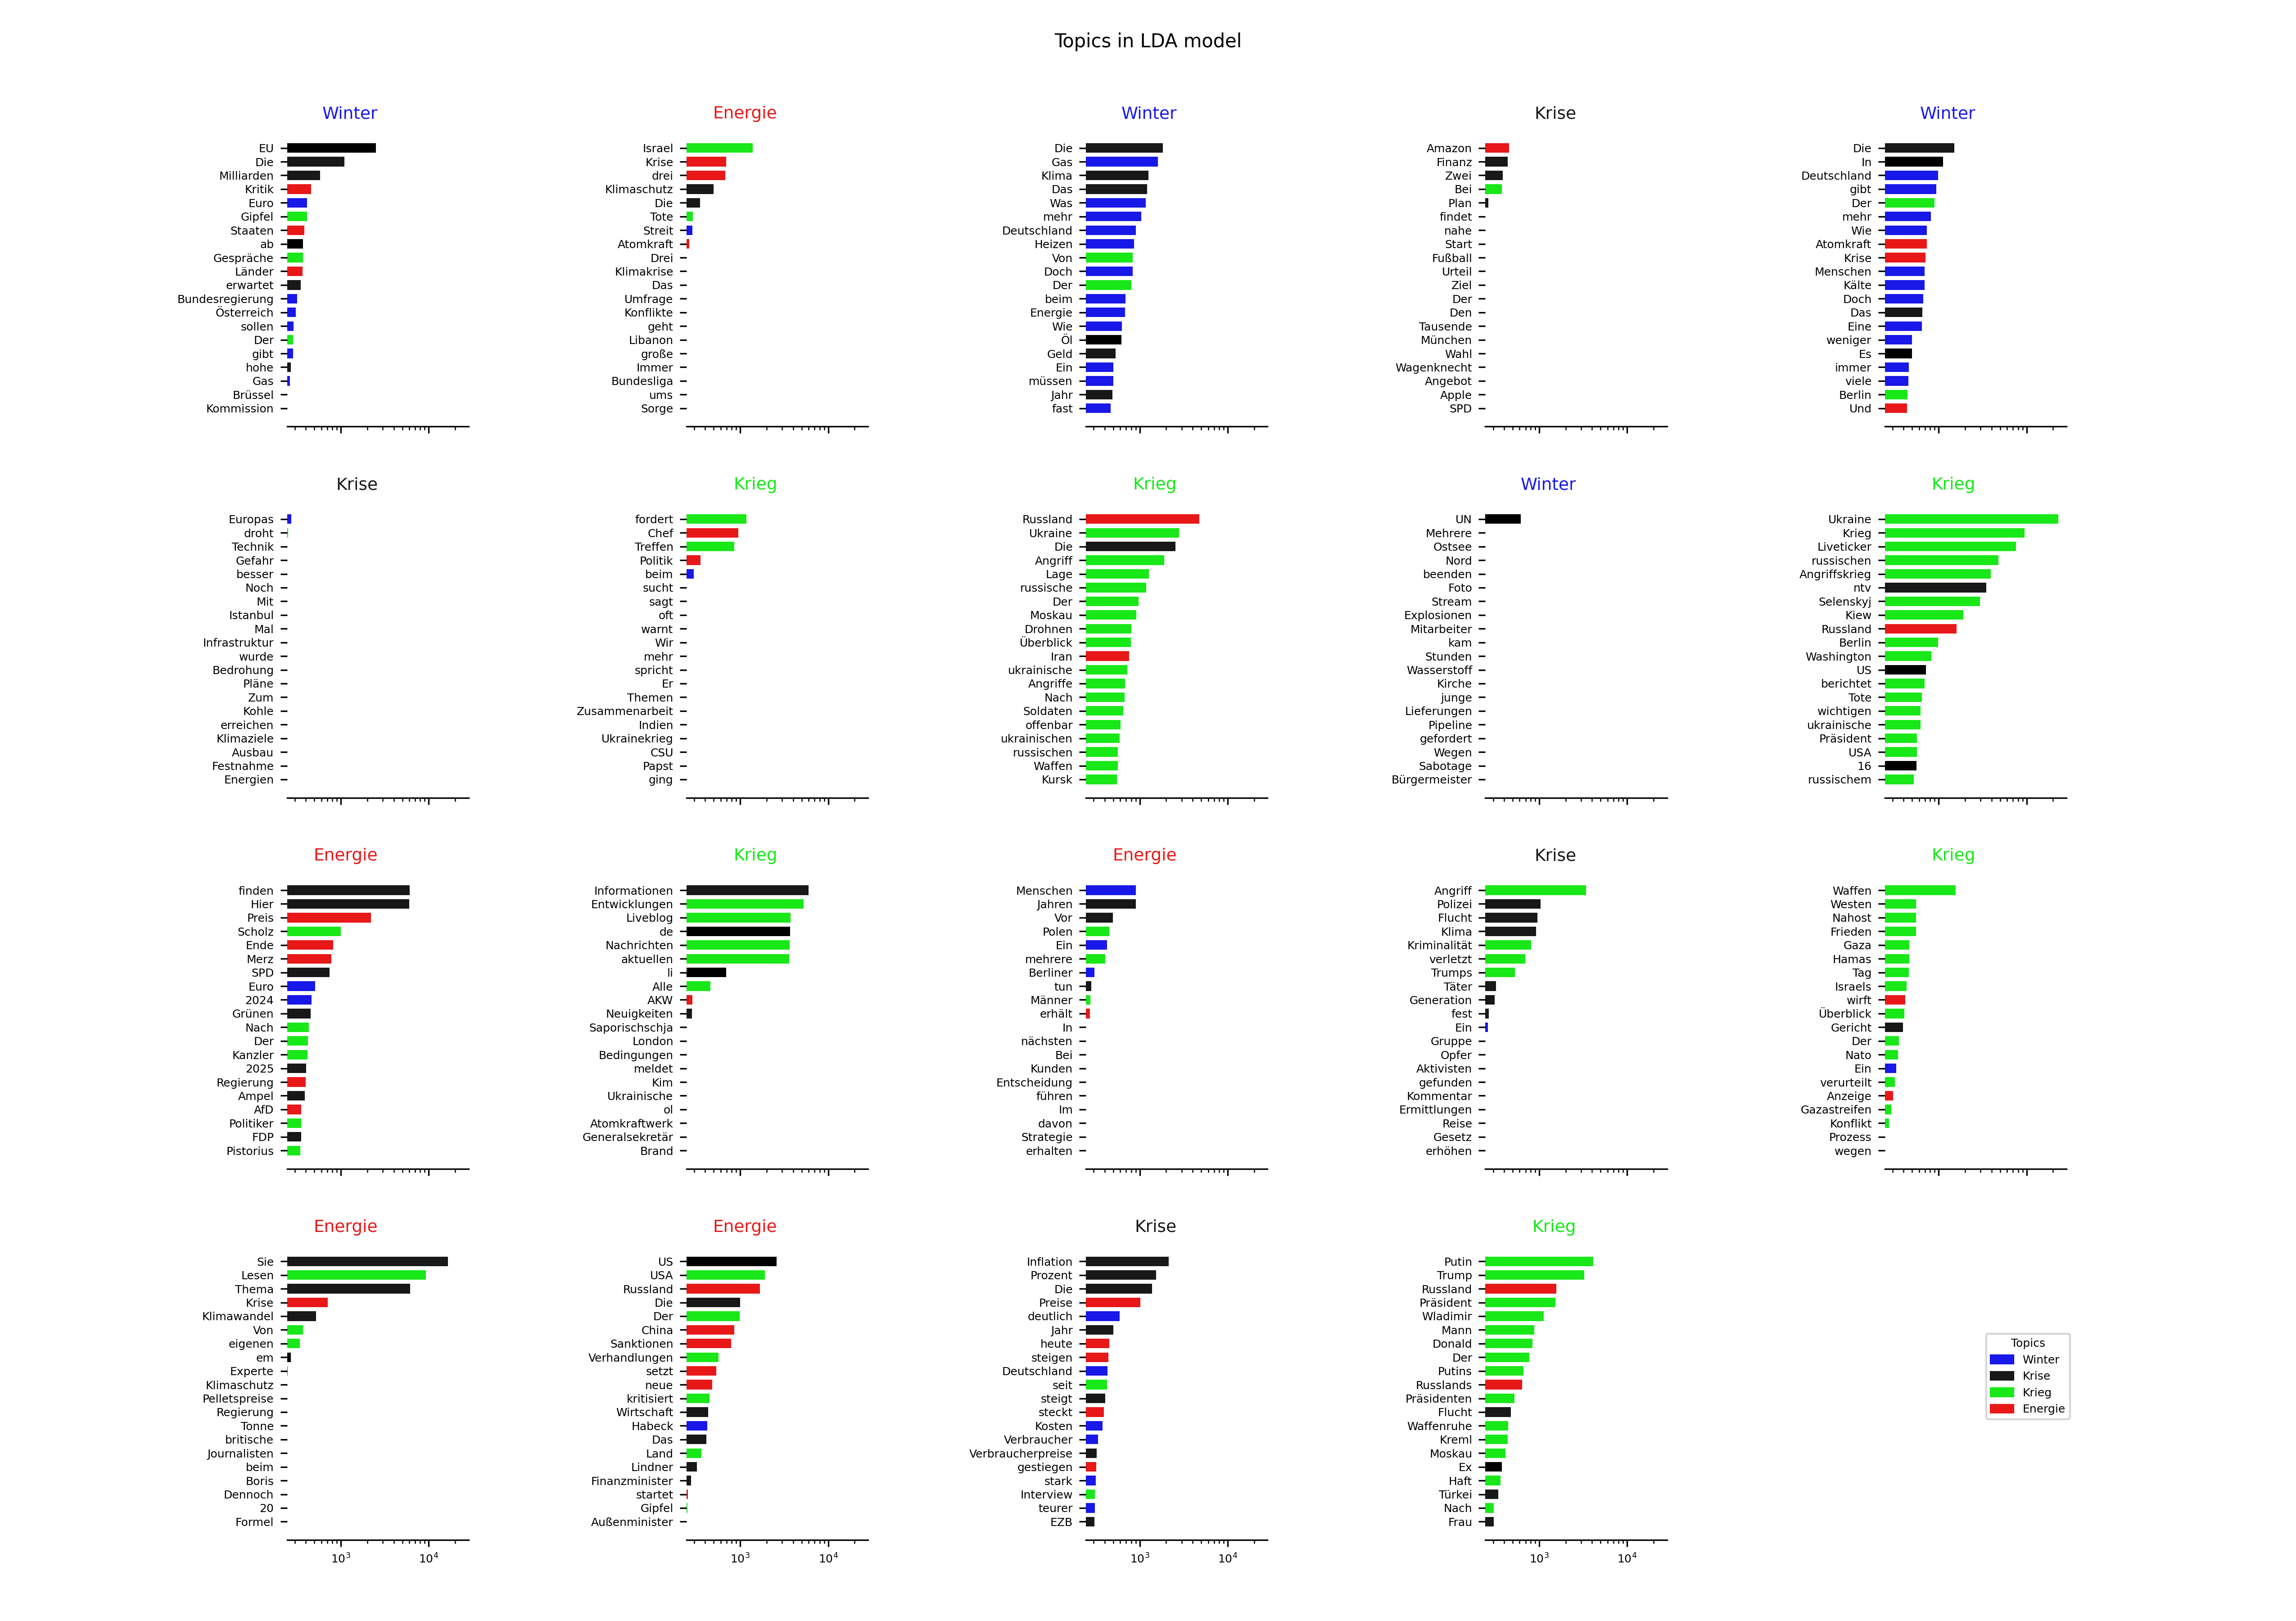 Topics in LDA model
Winter
EU
Die
Milliarden
Kritik
Euro
Gipfel
Staaten
ab
Gespräche
Länder
erwartet
Bundesregierung
Österreich
sollen
Der
gibt
hohe
Gas
Brüssel
Kommission
Energie
Israel
Krise
drei
Klimaschutz
Die
Tote
Streit
Atomkraft
Drei
Klimakrise
Das
Umfrage
Konflikte
geht
Libanon
große
Immer
Bundesliga
ums
Sorge
Winter
Die
Gas
Klima
Das
Was
mehr
Deutschland
Heizen
Von
Doch
Der
beim
Energie
Wie
Öl
Geld
Ein
müssen
Jahr
fast
Krise
Amazon
Finanz
Zwei
Bei
Plan
findet
nahe
Start
Fußball
Urteil
Ziel
Der
Den
Tausende
München
Wahl
Wagenknecht
Angebot
Apple
SPD
Winter
Die
In
Deutschland
gibt
Der
mehr
Wie
Atomkraft
Krise
Menschen
Kälte
Doch
Das
Eine
weniger
Es
immer
viele
Berlin
Und
Krise
Europas
droht
Technik
Gefahr
besser
Noch
Mit
Istanbul
Mal
Infrastruktur
wurde
Bedrohung
Pläne
Zum
Kohle
erreichen
Klimaziele
Ausbau
Festnahme
Energien
Krieg
fordert
Chef
Treffen
Politik
beim
sucht
sagt
oft
warnt
Wir
mehr
spricht
Er
Themen
Zusammenarbeit
Indien
Ukrainekrieg
CSU
Papst
ging
Krieg
Russland
Ukraine
Die
Angriff
Lage
russische
Der
Moskau
Drohnen
Überblick
Iran
ukrainische
Angriffe
Nach
Soldaten
offenbar
ukrainischen
russischen
Waffen
Kursk
Winter
UN
Mehrere
Ostsee
Nord
beenden
Foto
Stream
Explosionen
Mitarbeiter
kam
Stunden
Wasserstoff
Kirche
junge
Lieferungen
Pipeline
gefordert
Wegen
Sabotage
Bürgermeister
Krieg
Ukraine
Krieg
Liveticker
russischen
Angriffskrieg
ntv
Selenskyj
Kiew
Russland
Berlin
Washington
US
berichtet
Tote
wichtigen
ukrainische
Präsident
USA
16
russischem
Energie
finden
Hier
Preis
Scholz
Ende
Merz
SPD
Euro
2024
Grünen
Nach
Der
Kanzler
2025
Regierung
Ampel
AfD
Politiker
FDP
Pistorius
Krieg
Informationen
Entwicklungen
Liveblog
de
Nachrichten
aktuellen
li
Alle
AKW
Neuigkeiten
Saporischschja
London
Bedingungen
meldet
Kim
Ukrainische
ol
Atomkraftwerk
Generalsekretär
Brand
Energie
Menschen
Jahren
Vor
Polen
Ein
mehrere
Berliner
tun
Männer
erhält
In
nächsten
Bei
Kunden
Entscheidung
führen
Im
davon
Strategie
erhalten
Krise
Angriff
Polizei
Flucht
Klima
Kriminalität
verletzt
Trumps
Täter
Generation
fest
Ein
Gruppe
Opfer
Aktivisten
gefunden
Kommentar
Ermittlungen
Reise
Gesetz
erhöhen
Krieg
Waffen
Westen
Nahost
Frieden
Gaza
Hamas
Tag
Israels
wirft
Überblick
Gericht
Der
Nato
Ein
verurteilt
Anzeige
Gazastreifen
Konflikt
Prozess
wegen
Energie
Sie
Lesen
Thema
Krise
Klimawandel
Von
eigenen
em
Experte
Klimaschutz
Pelletspreise
Regierung
Tonne
britische
Journalisten
beim
Boris
Dennoch
20
Formel
10³ 10⁴
Energie
US
USA
Russland
Die
Der
China
Sanktionen
Verhandlungen
setzt
neue
kritisiert
Wirtschaft
Habeck
Das
Land
Lindner
Finanzminister
startet
Gipfel
Außenminister
10³ 10⁴
Krise
Inflation
Prozent
Die
Preise
deutlich
Jahr
heute
steigen
Deutschland
seit
steigt
steckt
Kosten
Verbraucher
Verbraucherpreise
gestiegen
stark
Interview
teurer
EZB
10³ 10⁴
Krieg
Putin
Trump
Russland
Präsident
Wladimir
Mann
Donald
Der
Putins
Russlands
Präsidenten
Flucht
Waffenruhe
Kreml
Moskau
Ex
Haft
Türkei
Nach
Frau
10³ 10⁴
Topics
Winter
Krise
Krieg
Energie